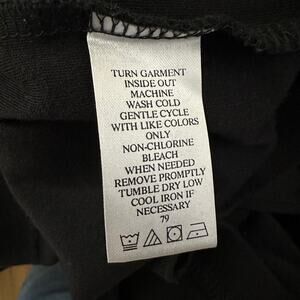 TURN GARMENT
INSIDE OUT
MACHINE
WASH COLD
GENTLE CYCLE
WITH LIKE COLORS
ONLY
NON-CHLORINE
BLEACH
WHEN NEEDED
REMOVE PROMPTLY
TUMBLE DRY LOW
COOL IRON IF
NECESSARY
79